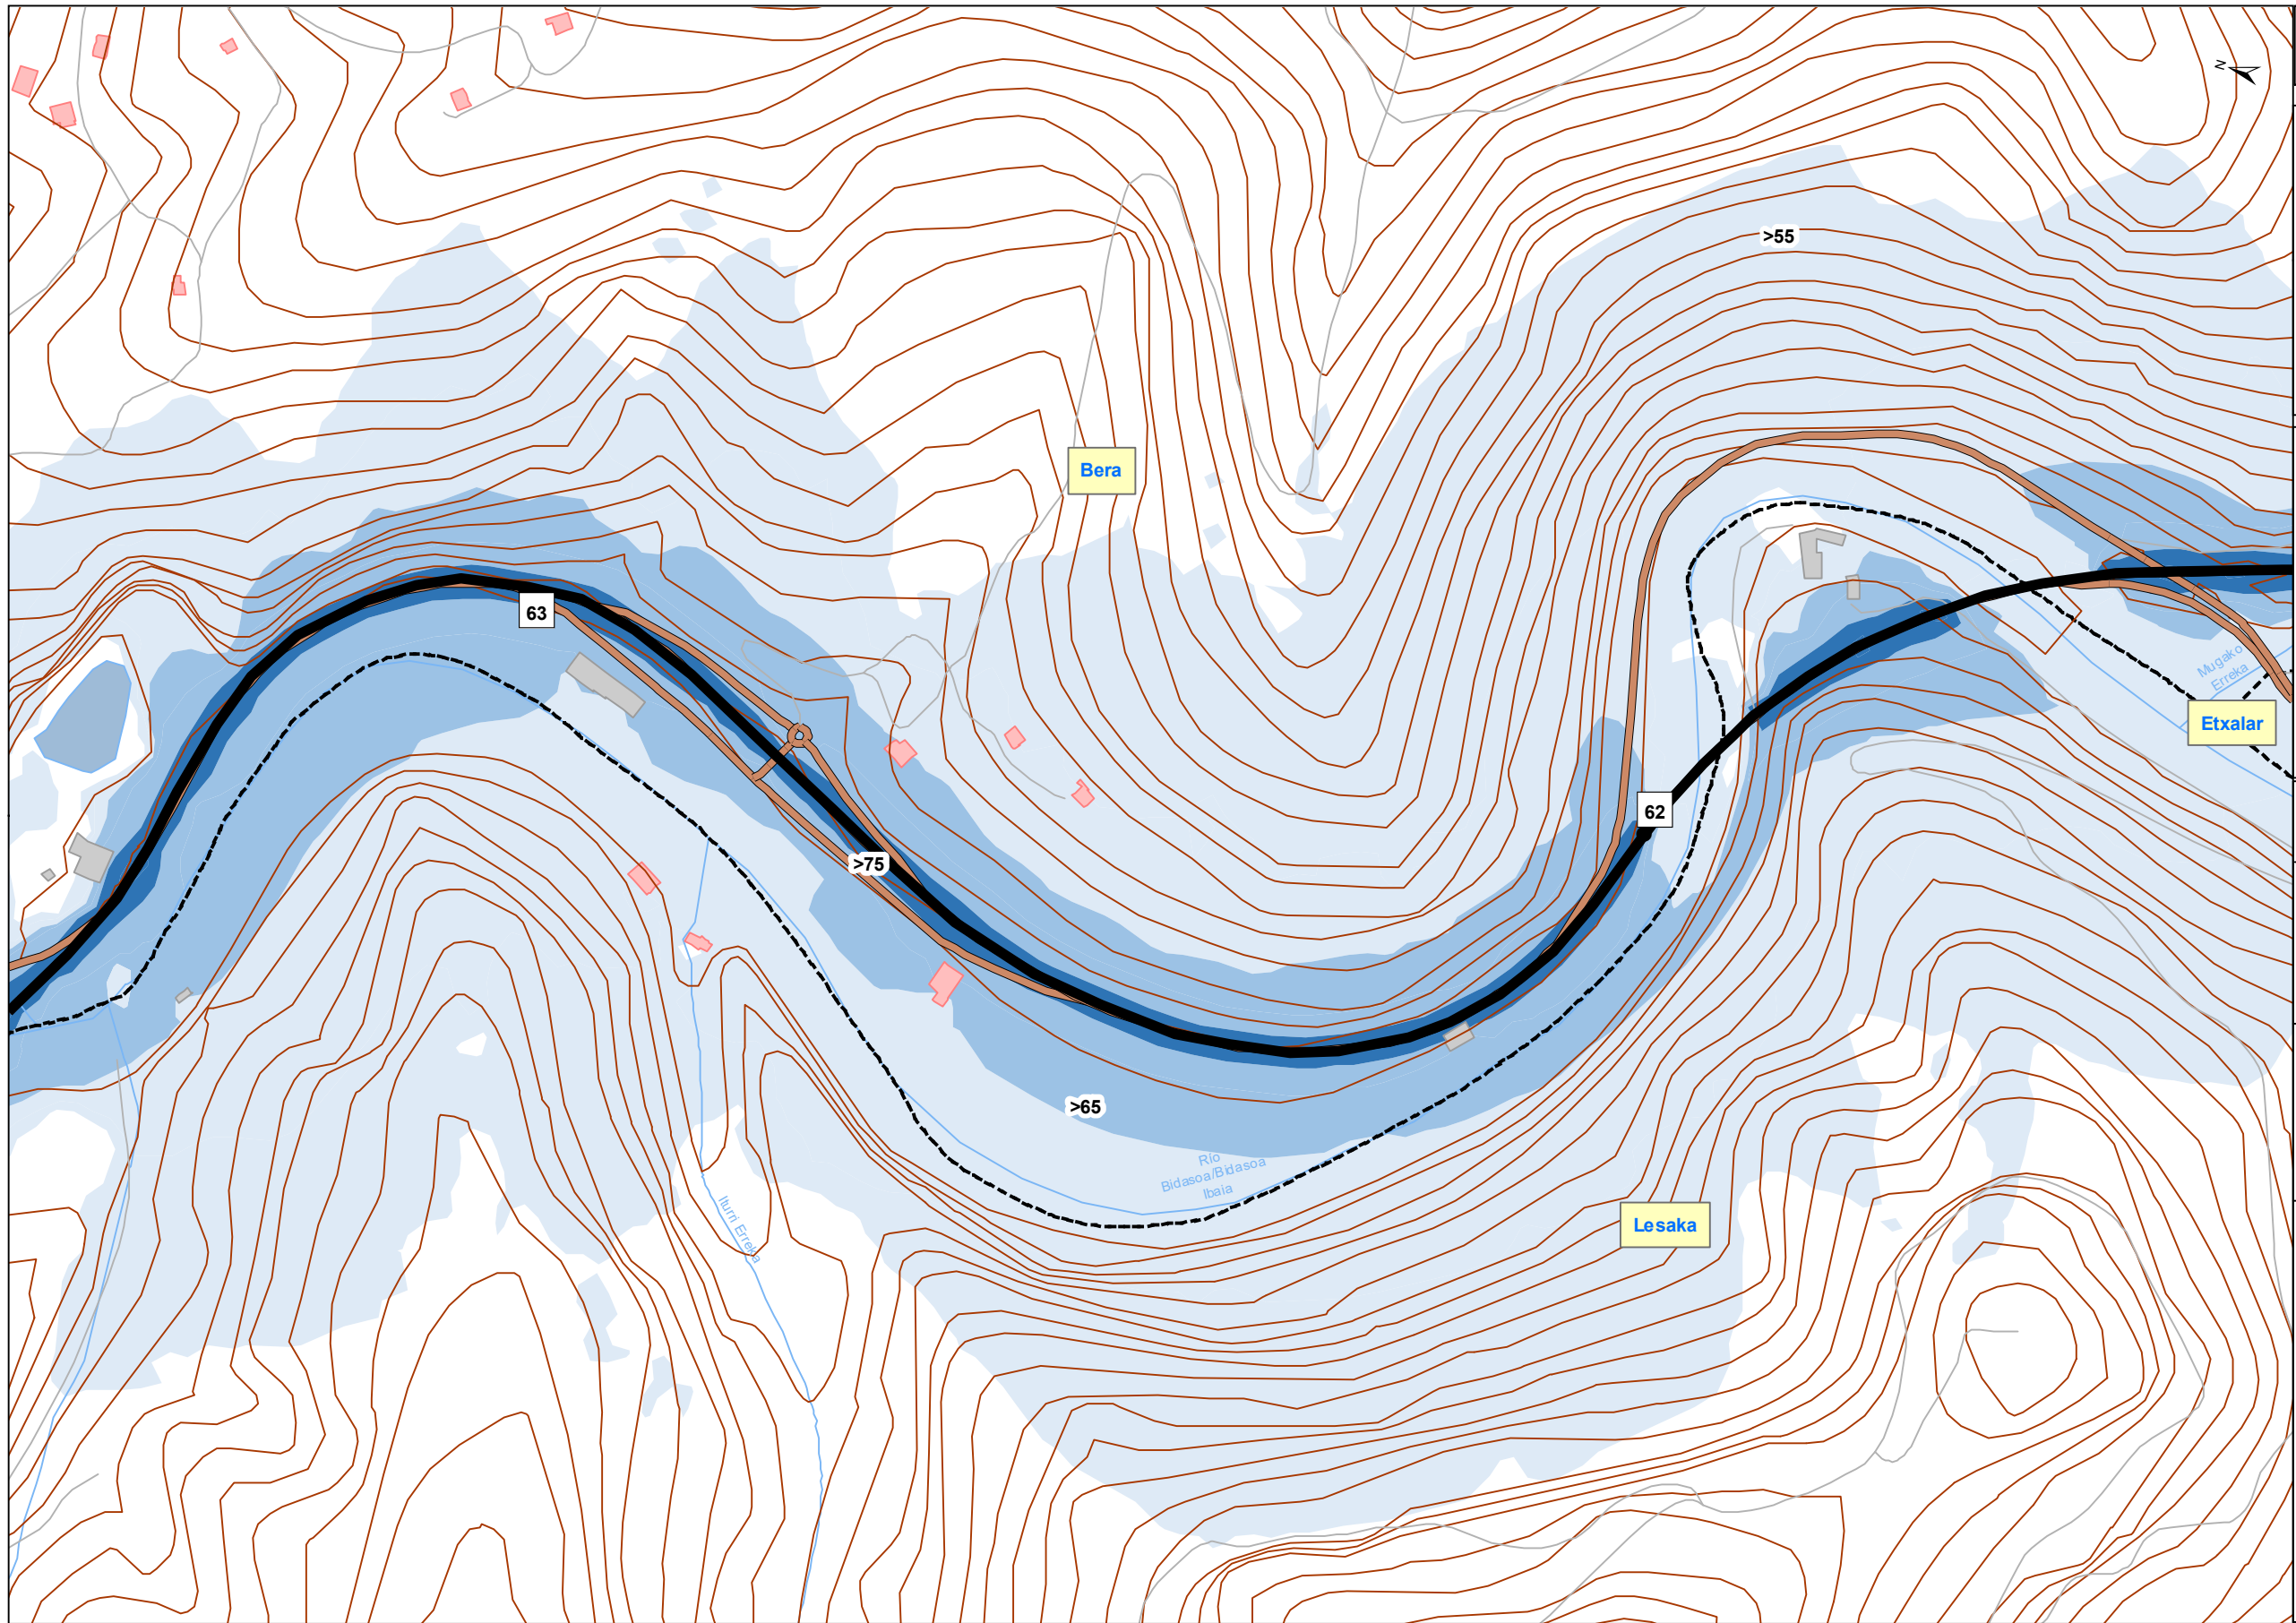 N
>55
Bera
63
Mugako
Erreka
Etxalar
62
>75
>65
Río
Bidasoa/Bidasoa
Ibaia
Iturri Erreka
Lesaka